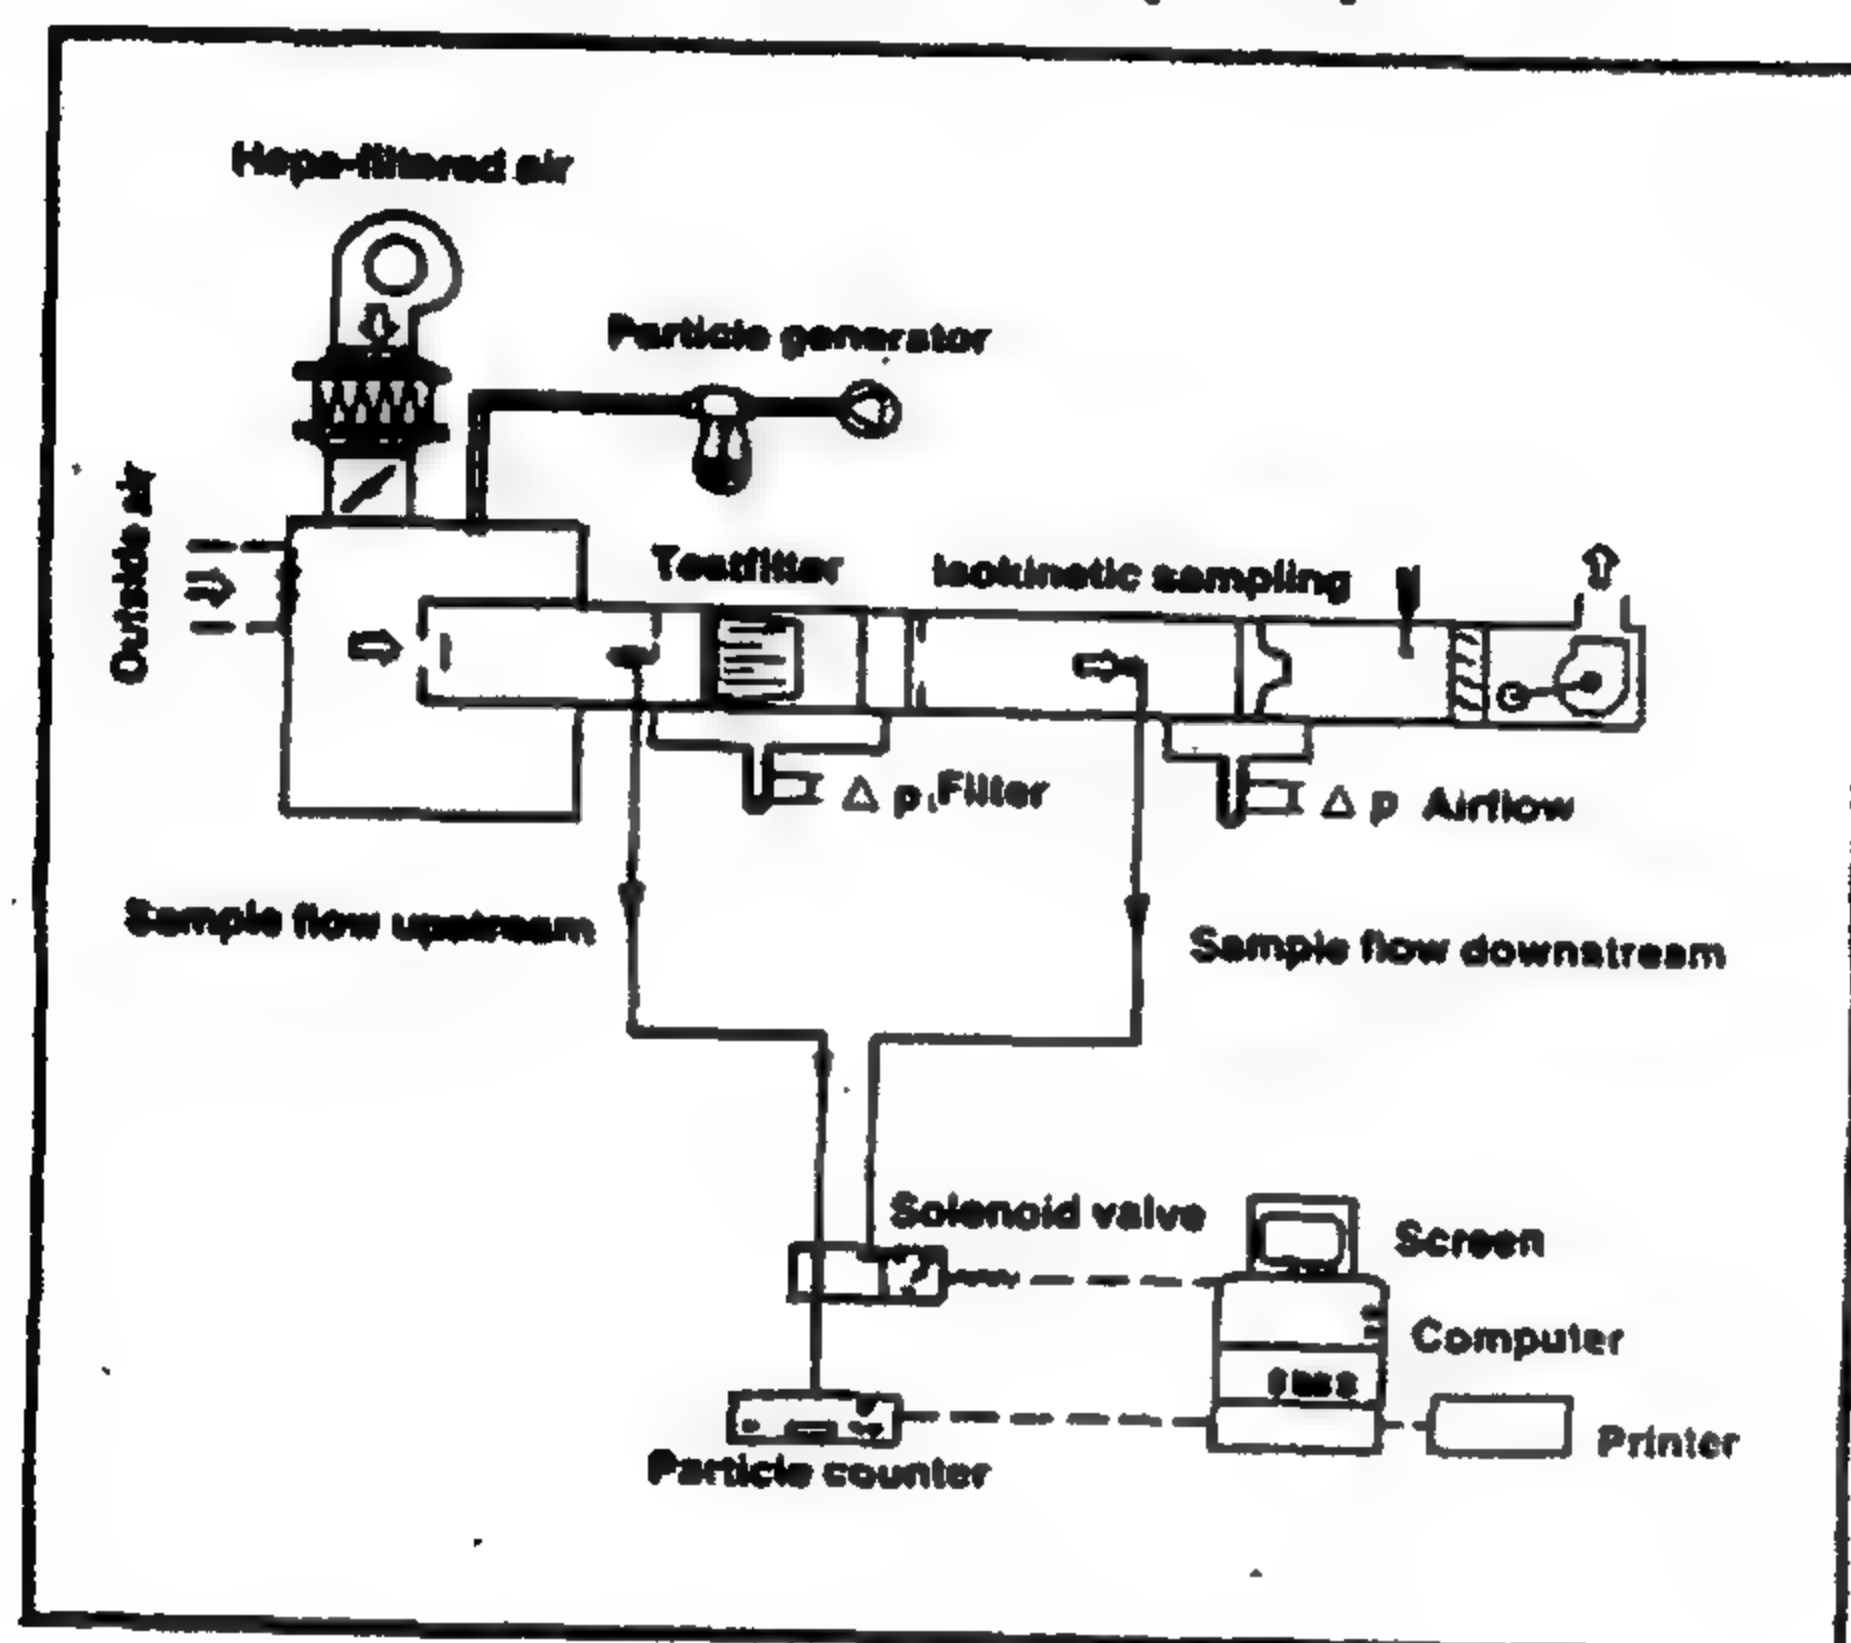 Hepa-filtered air
Particle generator
Outside air
Testfilter
Isokinetic sampling
Δ p, Filter
Δ p Airflow
Sample flow upstream
Sample flow downstream
Solenoid valve
Screen
Computer
Printer
Particle counter